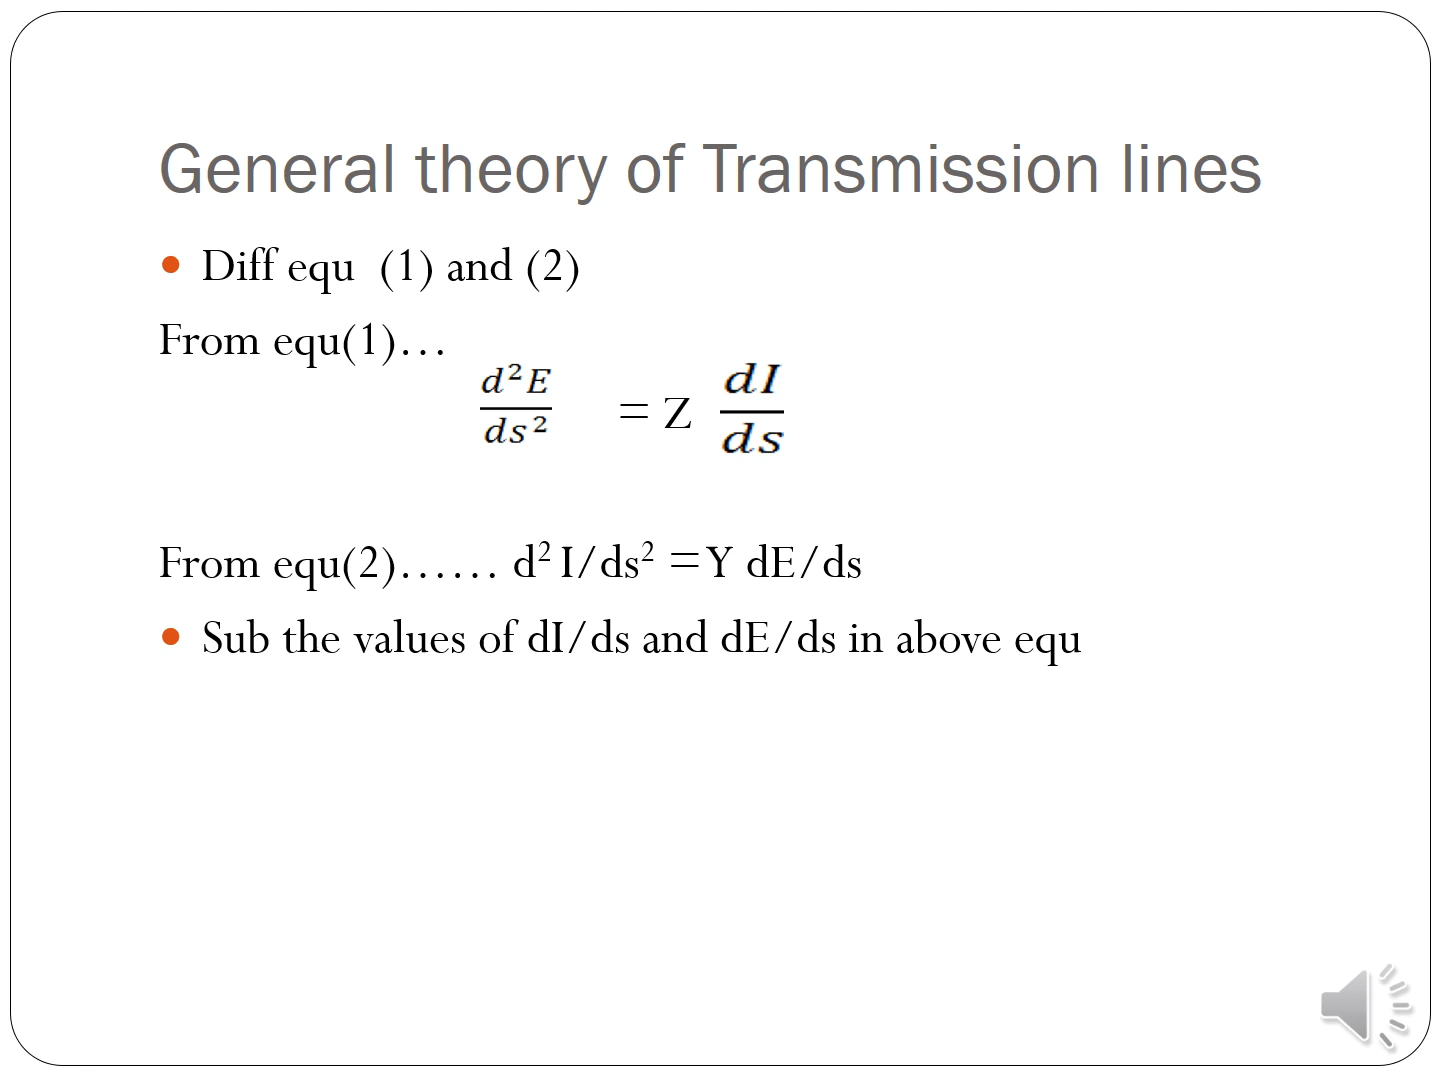 General theory of Transmission lines
Diff equ (1) and (2)
From equ(1)…
d²E/ds² = Z dI/ds
From equ(2)…… d² I/ds² = Y dE/ds
Sub the values of dI/ds and dE/ds in above equ